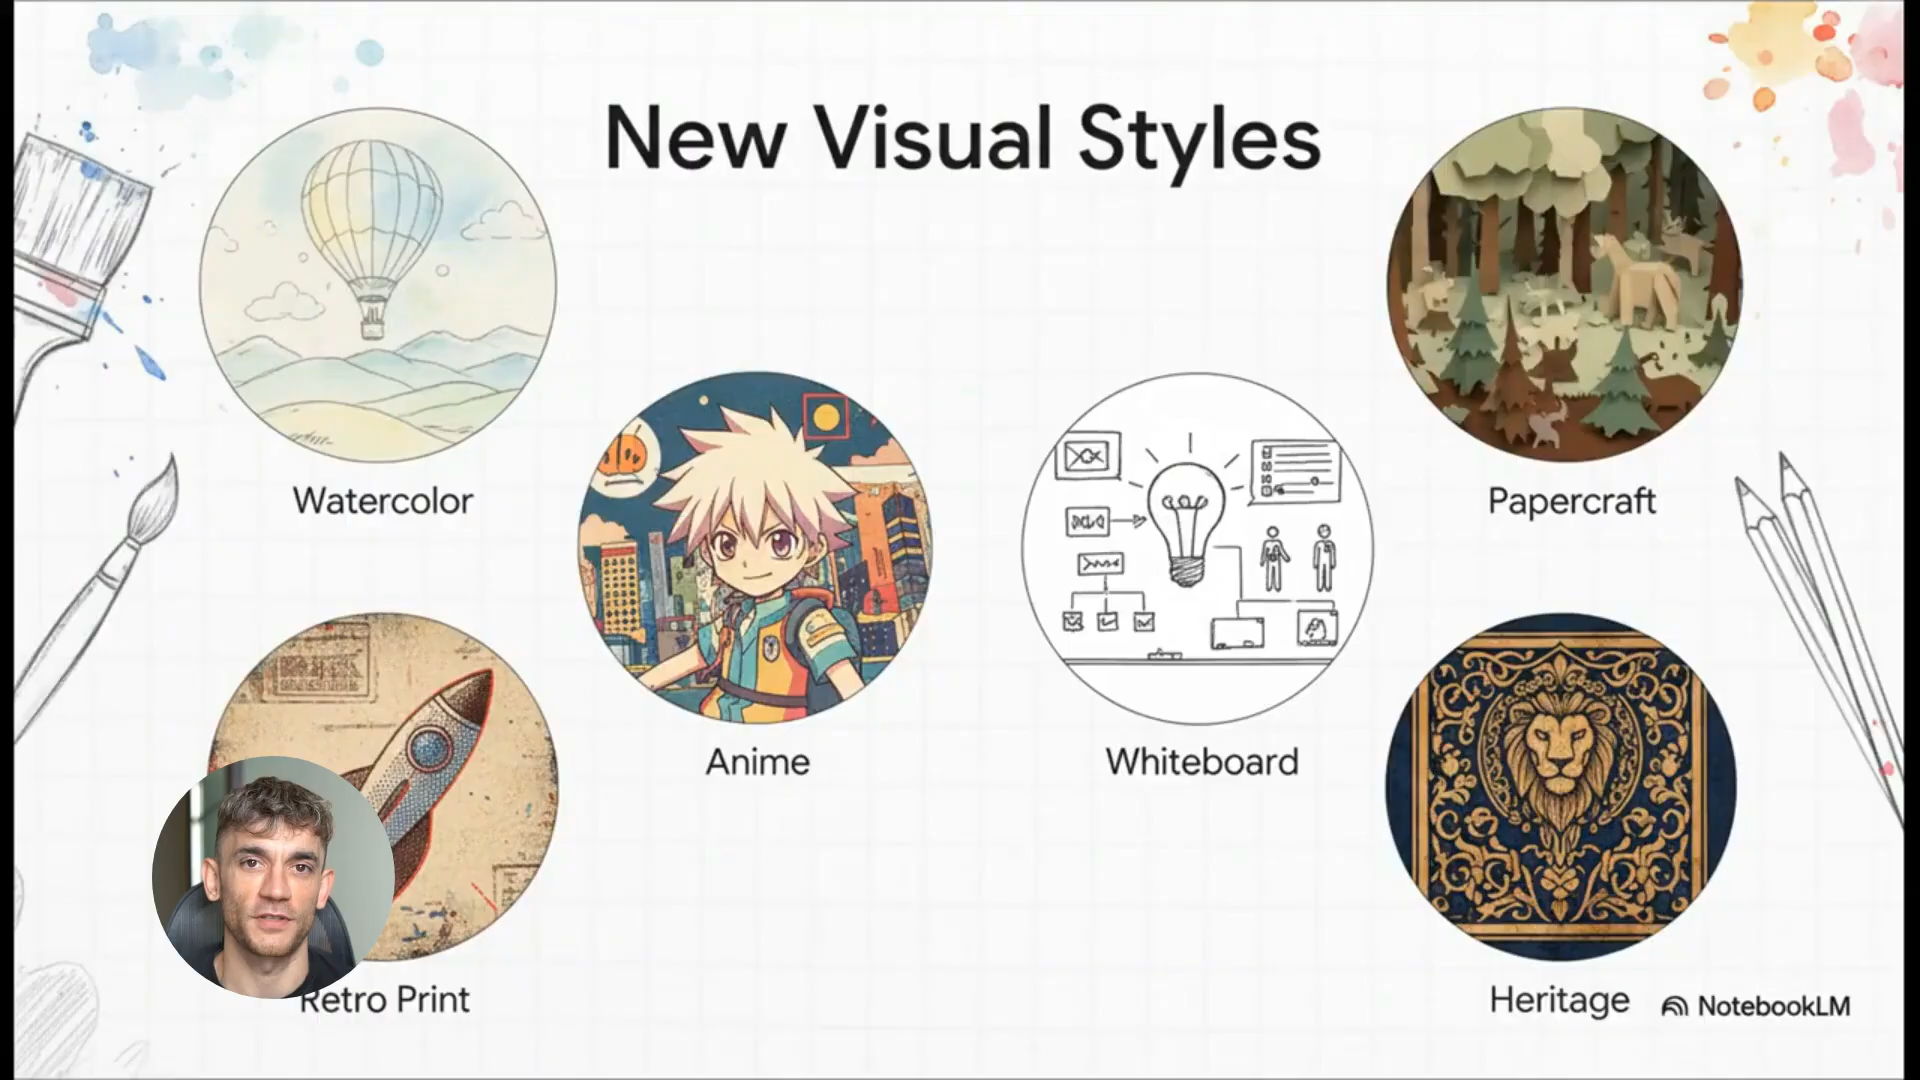 New Visual Styles
Watercolor
Papercraft
Anime
Whiteboard
Retro Print
Heritage
NotebookLM